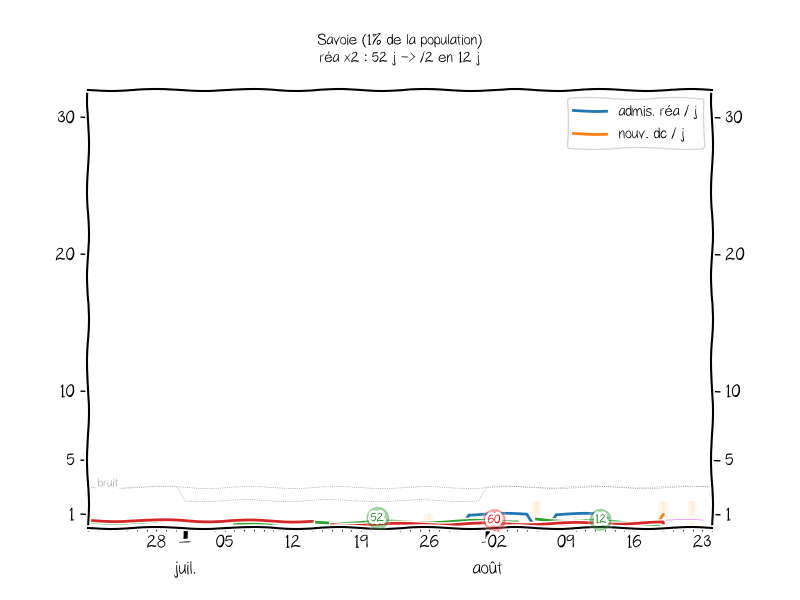 Savoie (1% de la population)
réa x2 : 52 j -> /2 en 12 j
admis. réa / j
nouv. dc / j
30 30
20 20
10 10
5 5
bruit
1 52 60 12 1
28 05 12 19 26 02 09 16 23
juil. août